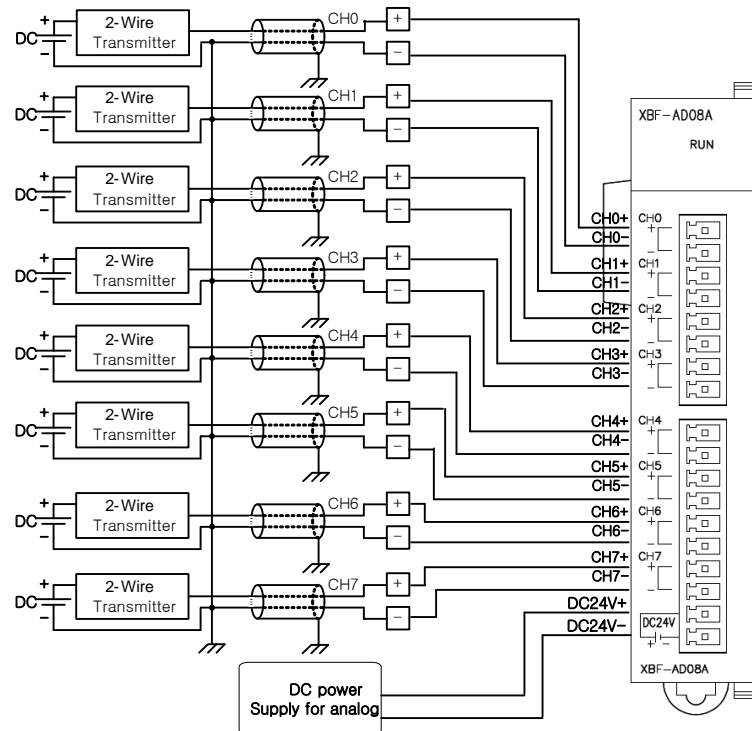 +
DC
−
2-Wire
Transmitter
CH0
+
−
+
DC
−
2-Wire
Transmitter
CH1
+
−
+
DC
−
2-Wire
Transmitter
CH2
+
−
+
DC
−
2-Wire
Transmitter
CH3
+
−
+
DC
−
2-Wire
Transmitter
CH4
+
−
+
DC
−
2-Wire
Transmitter
CH5
+
−
+
DC
−
2-Wire
Transmitter
CH6
+
−
+
DC
−
2-Wire
Transmitter
CH7
+
−
DC power
Supply for analog
XBF-AD08A
RUN
CH0+
CH0-
CH1+
CH1-
CH2+
CH2-
CH3+
CH3-
CH4+
CH4-
CH5+
CH5-
CH6+
CH6-
CH7+
CH7-
DC24V+
DC24V-
CH0
+
−
CH1
+
−
CH2
+
−
CH3
+
−
CH4
+
−
CH5
+
−
CH6
+
−
CH7
+
−
DC24V
+ −
XBF-AD08A